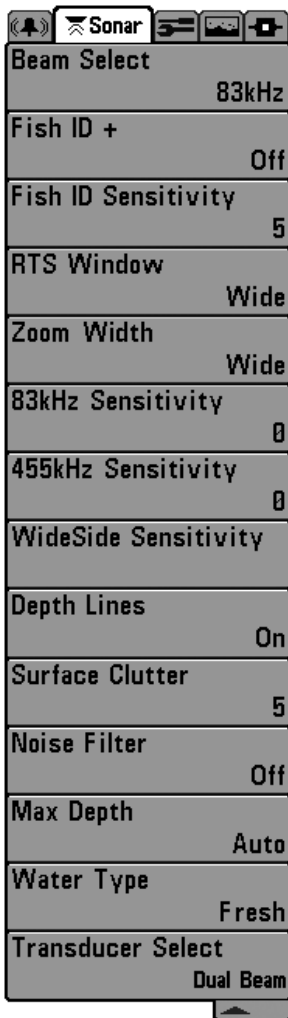 Sonar
Beam Select
83kHz
Fish ID +
Off
Fish ID Sensitivity
5
RTS Window
Wide
Zoom Width
Wide
83kHz Sensitivity
0
455kHz Sensitivity
0
WideSide Sensitivity
Depth Lines
On
Surface Clutter
5
Noise Filter
Off
Max Depth
Auto
Water Type
Fresh
Transducer Select
Dual Beam